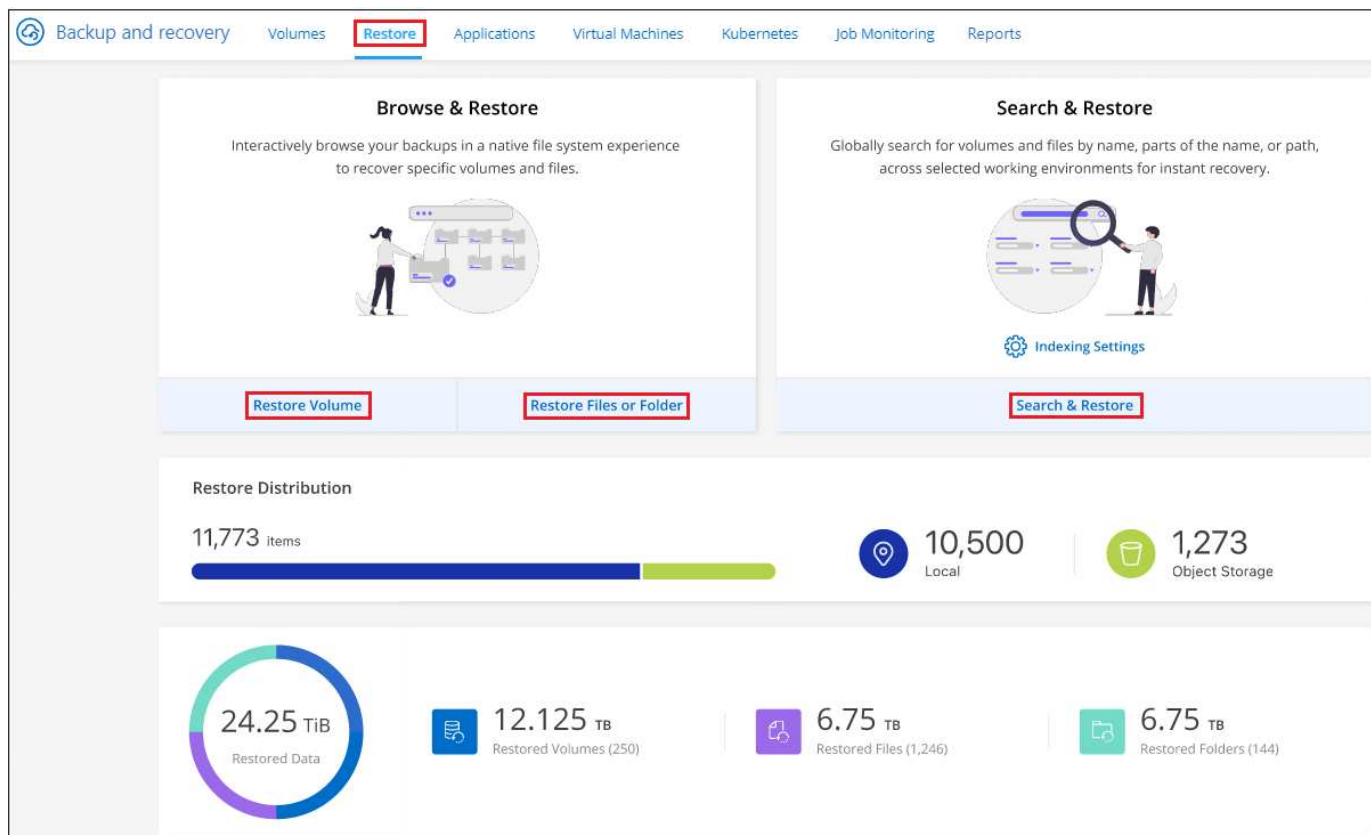 Backup and recovery Volumes Restore Applications Virtual Machines Kubernetes Job Monitoring Reports
Browse & Restore
Interactively browse your backups in a native file system experience
to recover specific volumes and files.
Restore Volume Restore Files or Folder
Search & Restore
Globally search for volumes and files by name, parts of the name, or path,
across selected working environments for instant recovery.
Indexing Settings
Search & Restore
Restore Distribution
11,773 items
10,500
Local
1,273
Object Storage
24.25 TiB
Restored Data
12.125 TB
Restored Volumes (250)
6.75 TB
Restored Files (1,246)
6.75 TB
Restored Folders (144)